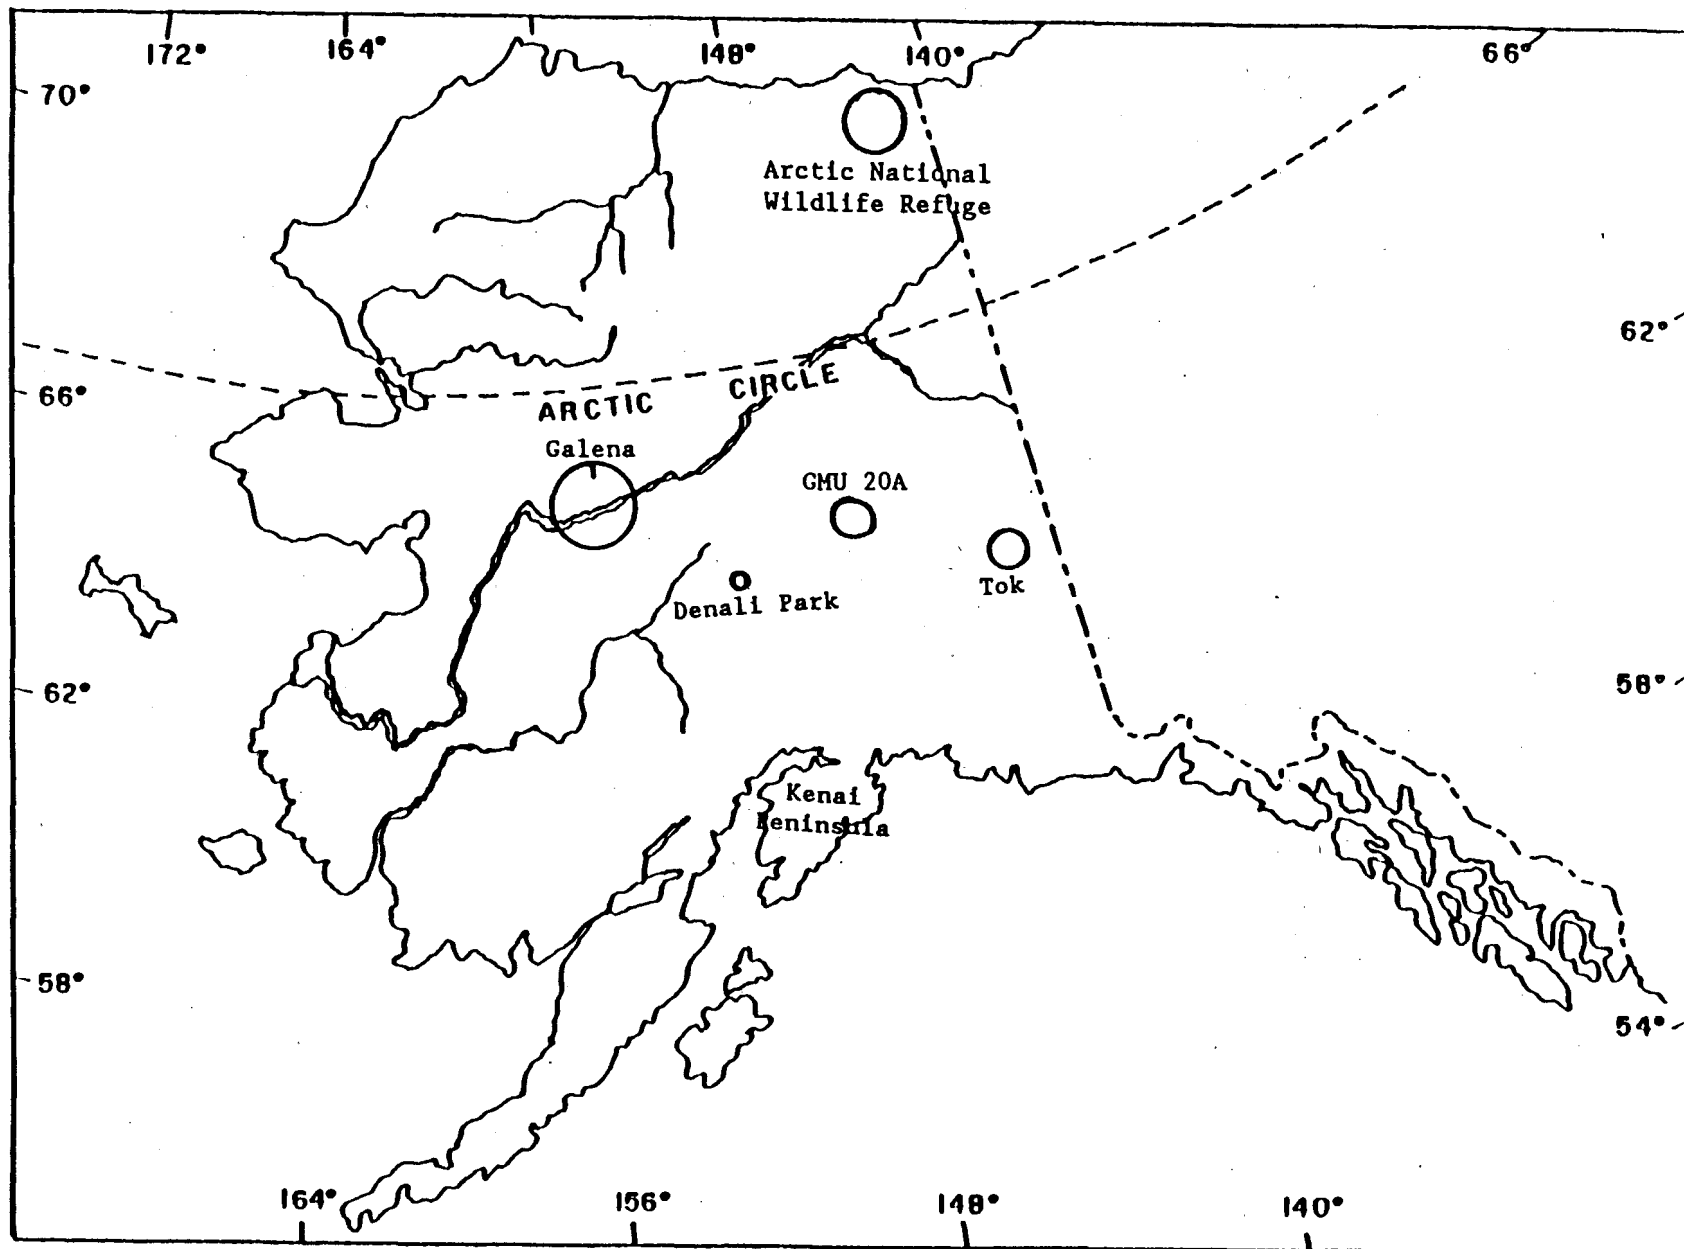 172°
164°
148°
140°
66°
70°
Arctic National
Wildlife Refuge
62°
66°
ARCTIC CIRCLE
Galena
GMU 20A
Tok
Denali Park
62°
58°
Kenai
Peninsula
58°
54°
164°
156°
148°
140°